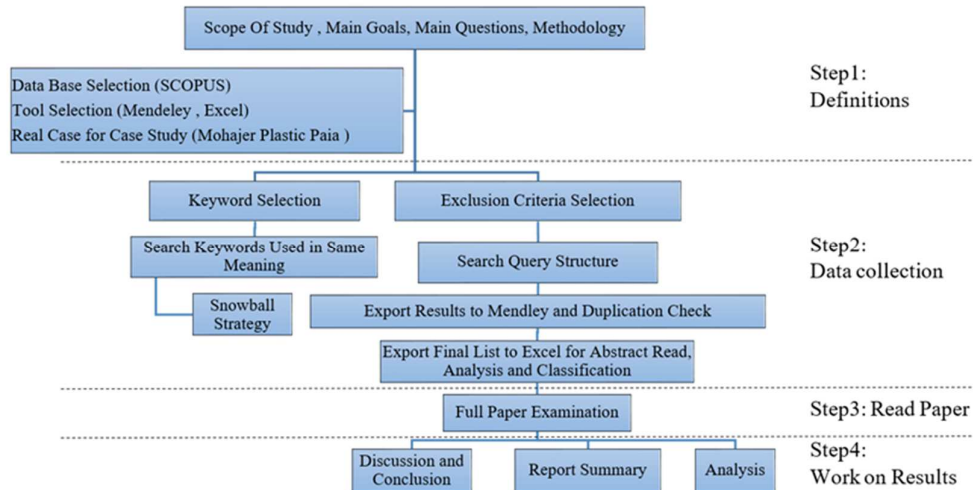 Scope Of Study , Main Goals, Main Questions, Methodology
Data Base Selection (SCOPUS)
Tool Selection (Mendeley , Excel)
Real Case for Case Study (Mohajer Plastic Paia )
Step1:
Definitions
Keyword Selection
Exclusion Criteria Selection
Search Keywords Used in Same
Meaning
Search Query Structure
Step2:
Data collection
Snowball
Strategy
Export Results to Mendley and Duplication Check
Export Final List to Excel for Abstract Read,
Analysis and Classification
Full Paper Examination
Step3: Read Paper
Discussion and
Conclusion
Report Summary
Analysis
Step4:
Work on Results